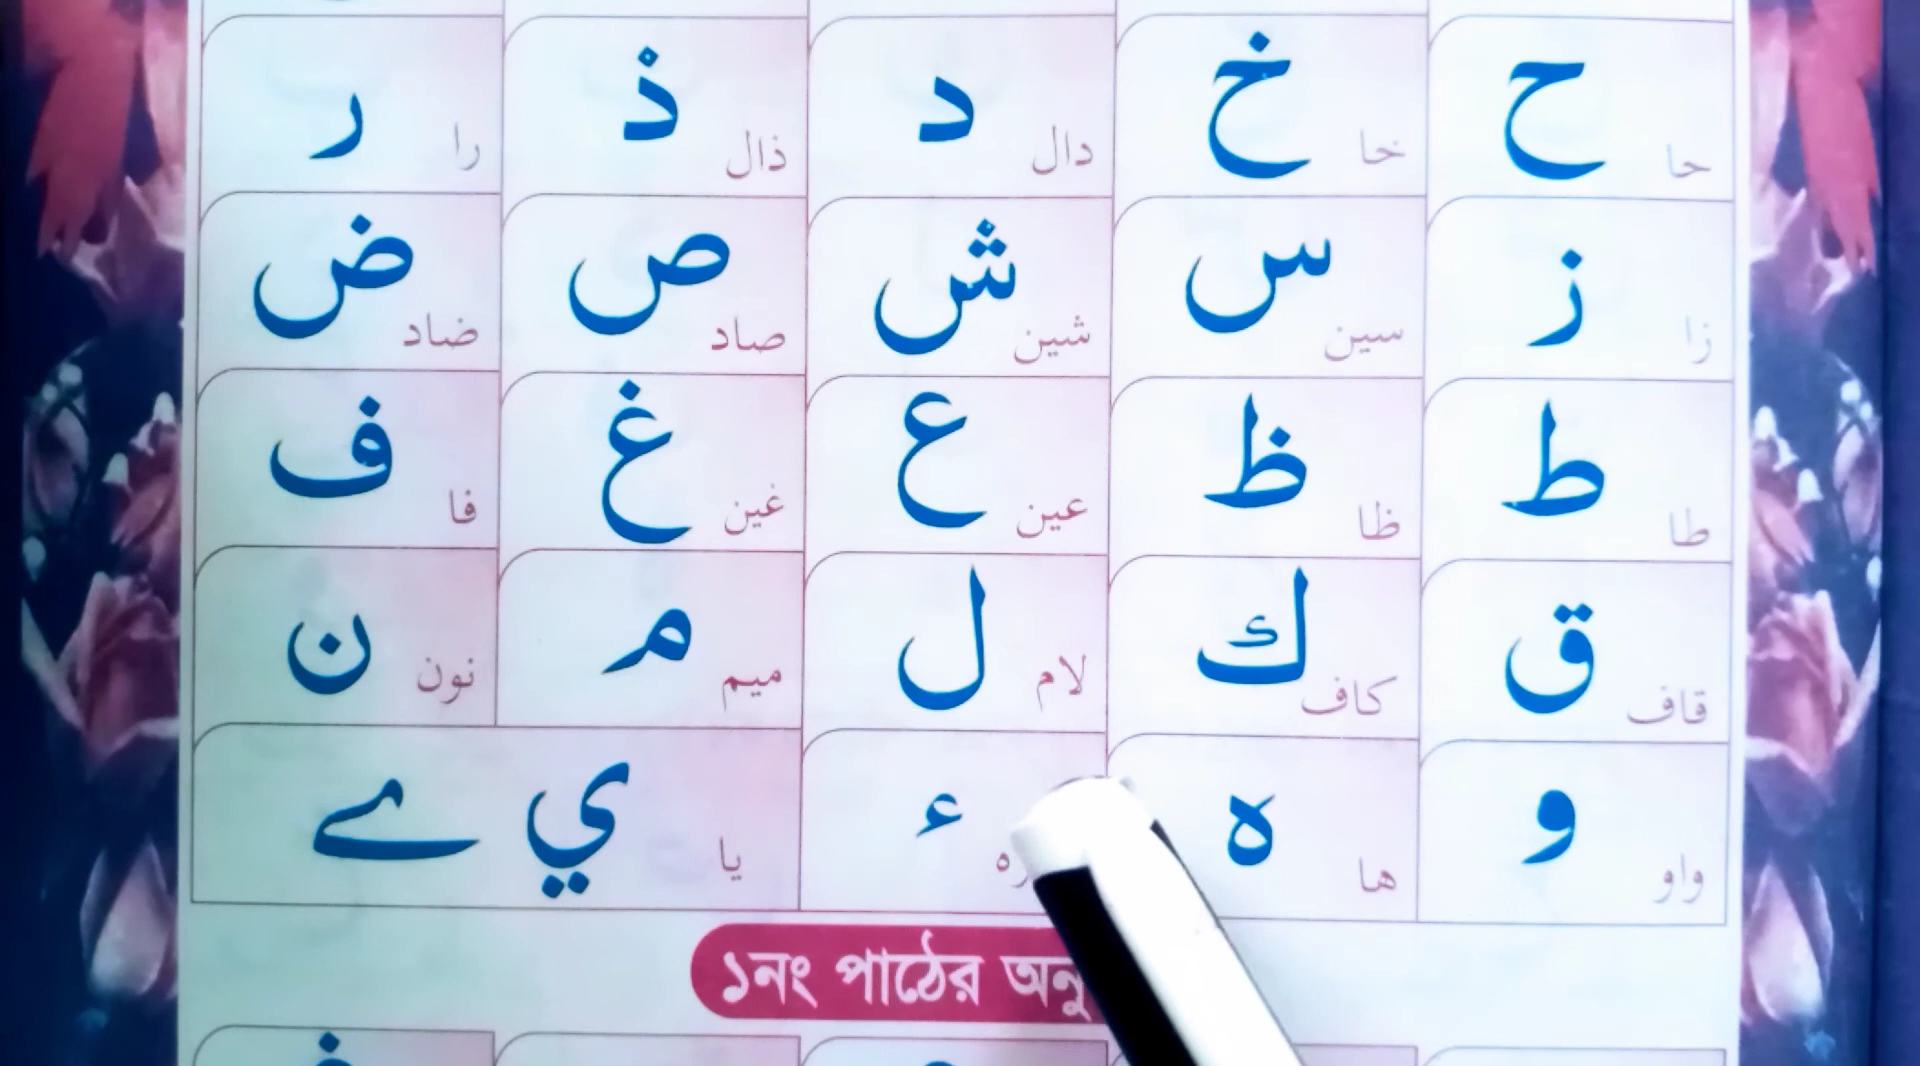 ح حا خ خا د دال ذ ذال ر را
ز زا س سين ش شين ص صاد ض ضاد
ط طا ظ ظا ع عين غ غين ف فا
ق قاف ك كاف ل لام م ميم ن نون
و واو ه ها ء ي ے يا
১নং পাঠের